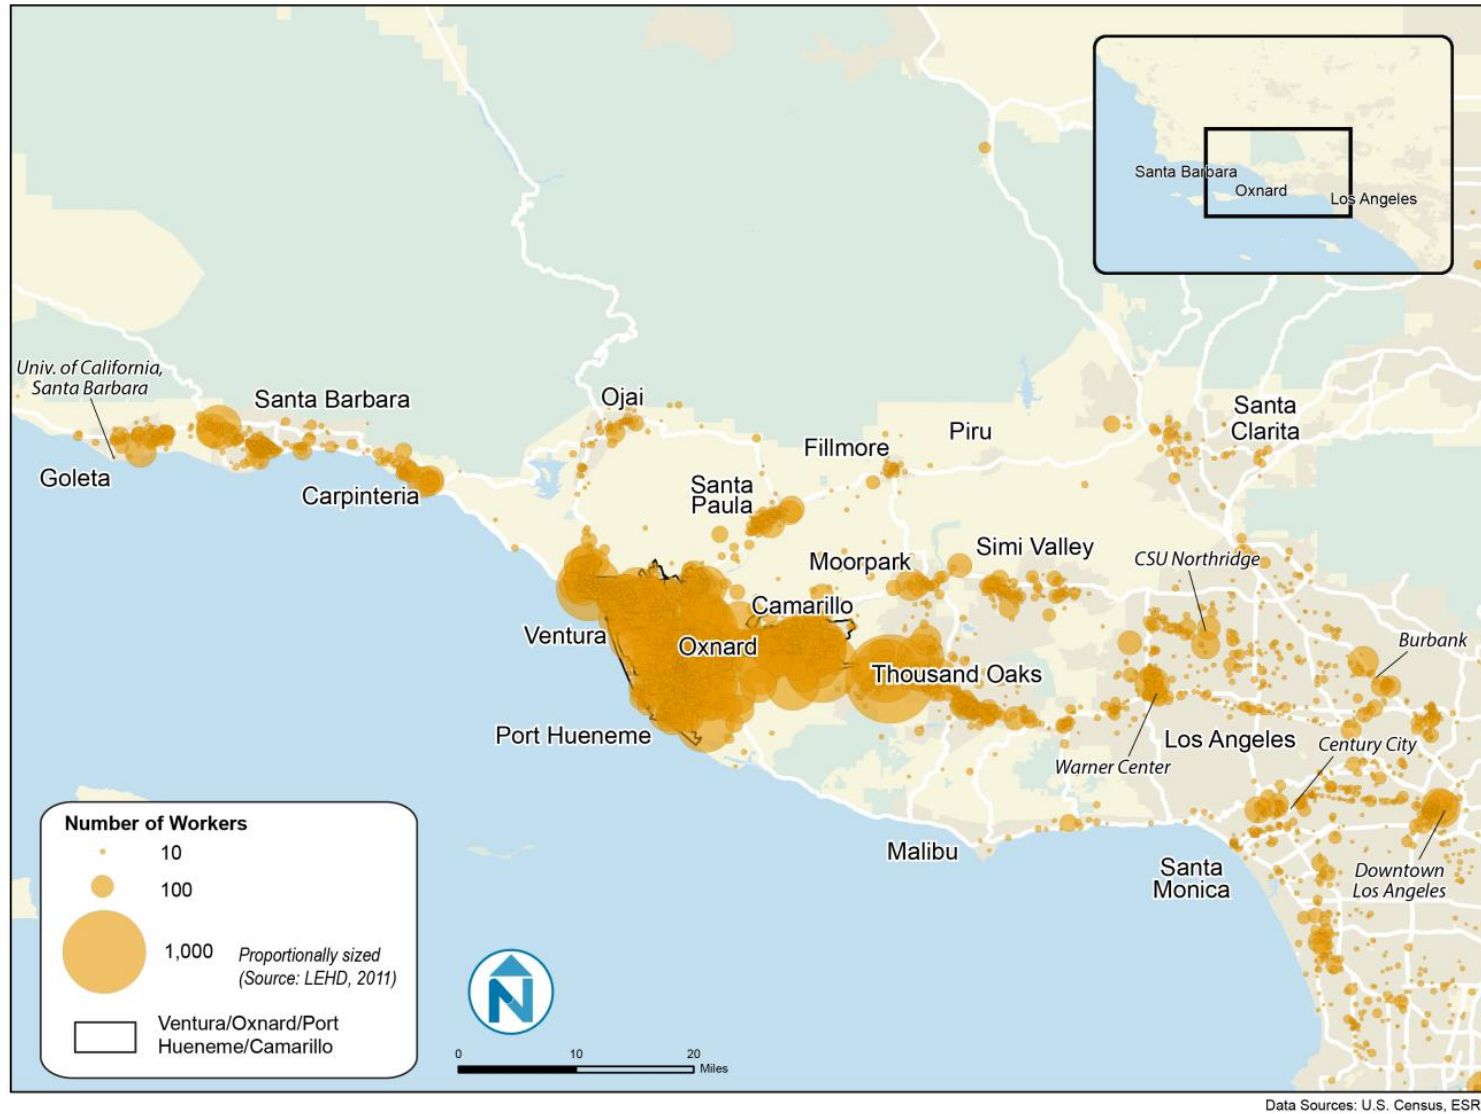 Santa Barbara
Oxnard
Los Angeles
Univ. of California,
Santa Barbara
Santa Barbara
Ojai
Santa
Clarita
Piru
Fillmore
Goleta
Carpinteria
Santa
Paula
Simi Valley
Moorpark
CSU Northridge
Camarillo
Ventura
Oxnard
Burbank
Thousand Oaks
Port Hueneme
Los Angeles
Century City
Warner Center
Malibu
Santa
Monica
Downtown
Los Angeles
Number of Workers
10
100
1,000
Proportionally sized
(Source: LEHD, 2011)
Ventura/Oxnard/Port
Hueneme/Camarillo
N
0 10 20
Miles
Data Sources: U.S. Census, ESR